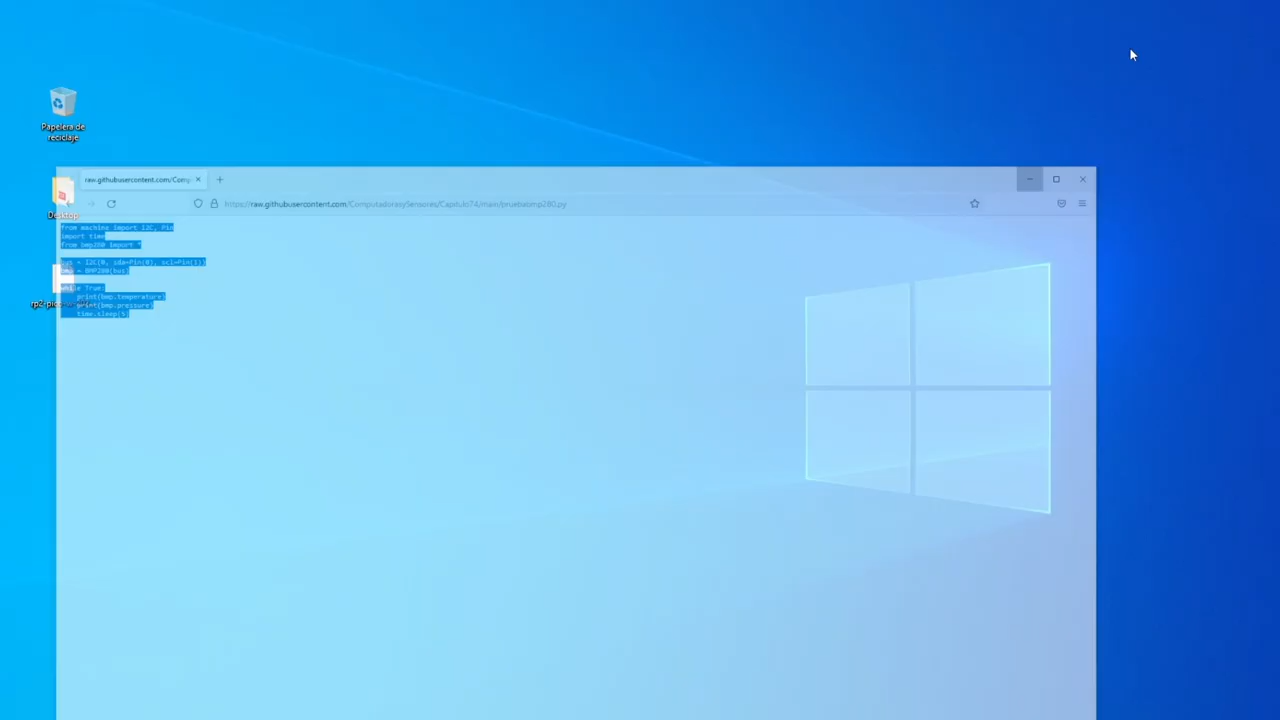 Papelera de
reciclaje
raw.githubusercontent.com/Comp
https://raw.githubusercontent.com/ComputadorasySensores/Capitulo74/main/pruebabmp280.py
Desktop
from machine import I2C, Pin
import time
from bmp280 import *
bus = I2C(0, sda=Pin(0), scl=Pin(1))
bmp = BMP280(bus)
while True:
print(bmp.temperature)
print(bmp.pressure)
time.sleep(5)